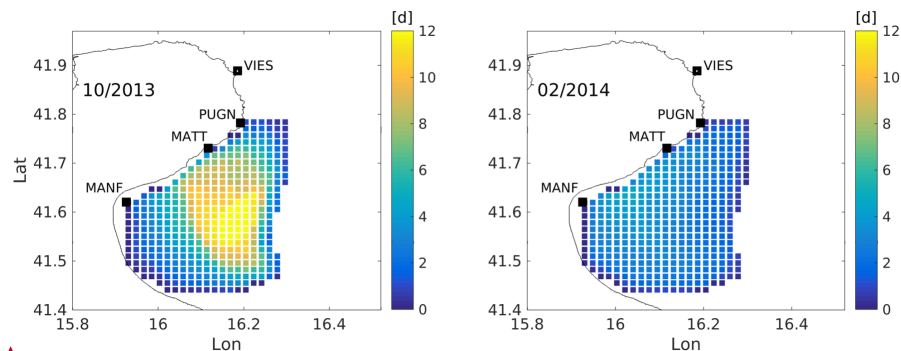 [d]
12
10
8
6
4
2
0
41.9
41.8
41.7
41.6
41.5
41.4
Lat
10/2013
VIES
PUGN
MATT
MANF
15.8
16
16.2
16.4
Lon
[d]
12
10
8
6
4
2
0
41.9
41.8
41.7
41.6
41.5
41.4
02/2014
VIES
PUGN
MATT
MANF
15.8
16
16.2
16.4
Lon